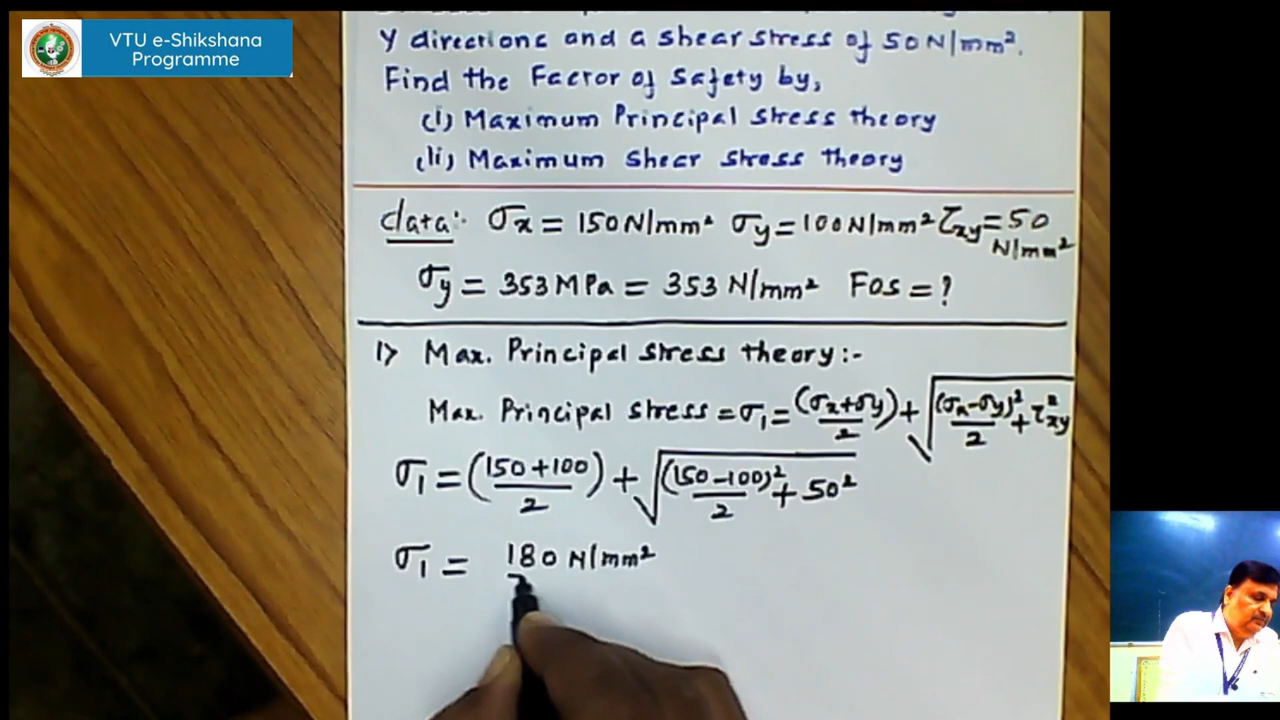 VTU e-Shikshana
Programme
Y directions and a shear stress of 50 N/mm².
Find the Factor of Safety by,
(i) Maximum Principal stress theory
(ii) Maximum shear stress theory
data:- σx = 150 N/mm² σy = 100 N/mm² τxy = 50 N/mm²
σy = 353 MPa = 353 N/mm² FOS = ?
1) Max. Principal stress theory:-
Max. Principal stress = σ1 = (σx+σy)/2 + √((σx-σy)/2)² + τ²xy
σ1 = (150+100)/2 + √((150-100)/2)² + 50²
σ1 = 180 N/mm²